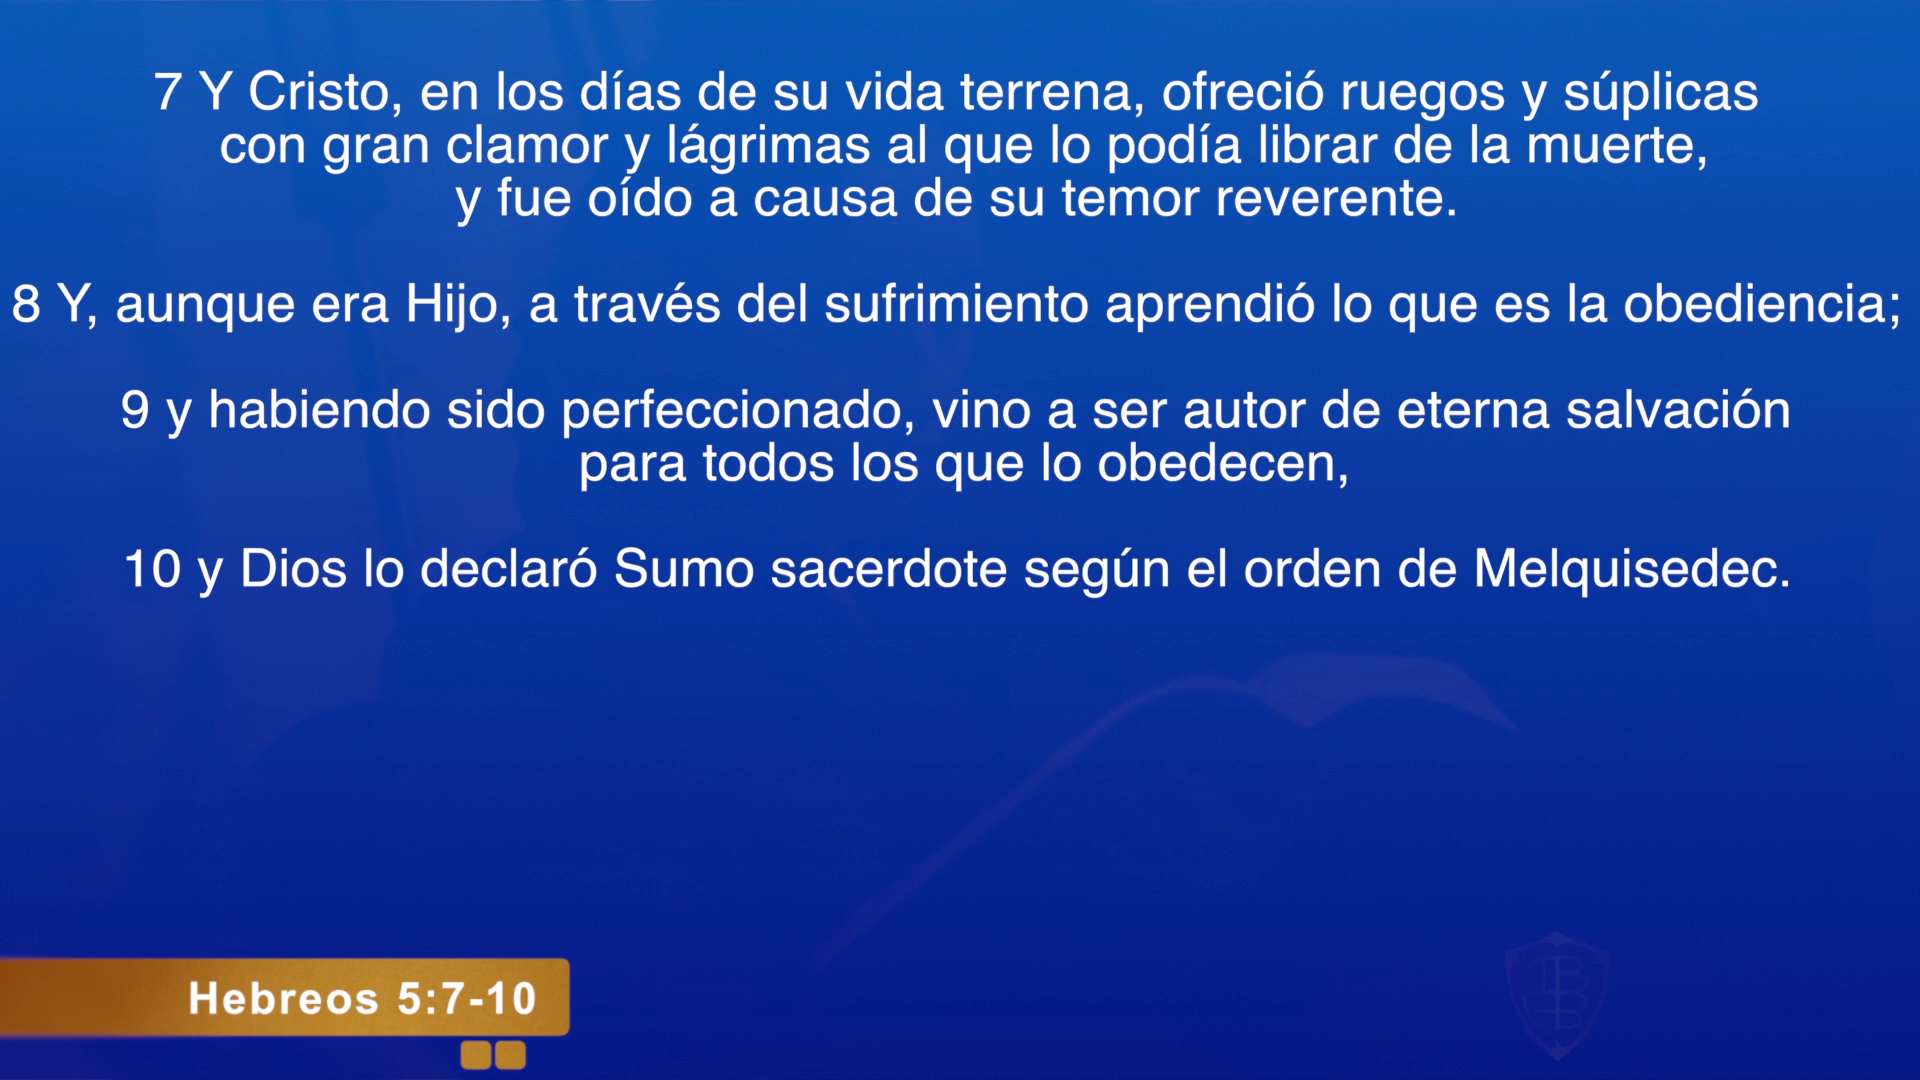 7 Y Cristo, en los días de su vida terrena, ofreció ruegos y súplicas
con gran clamor y lágrimas al que lo podía librar de la muerte,
y fue oído a causa de su temor reverente.
8 Y, aunque era Hijo, a través del sufrimiento aprendió lo que es la obediencia;
9 y habiendo sido perfeccionado, vino a ser autor de eterna salvación
para todos los que lo obedecen,
10 y Dios lo declaró Sumo sacerdote según el orden de Melquisedec.
Hebreos 5:7-10